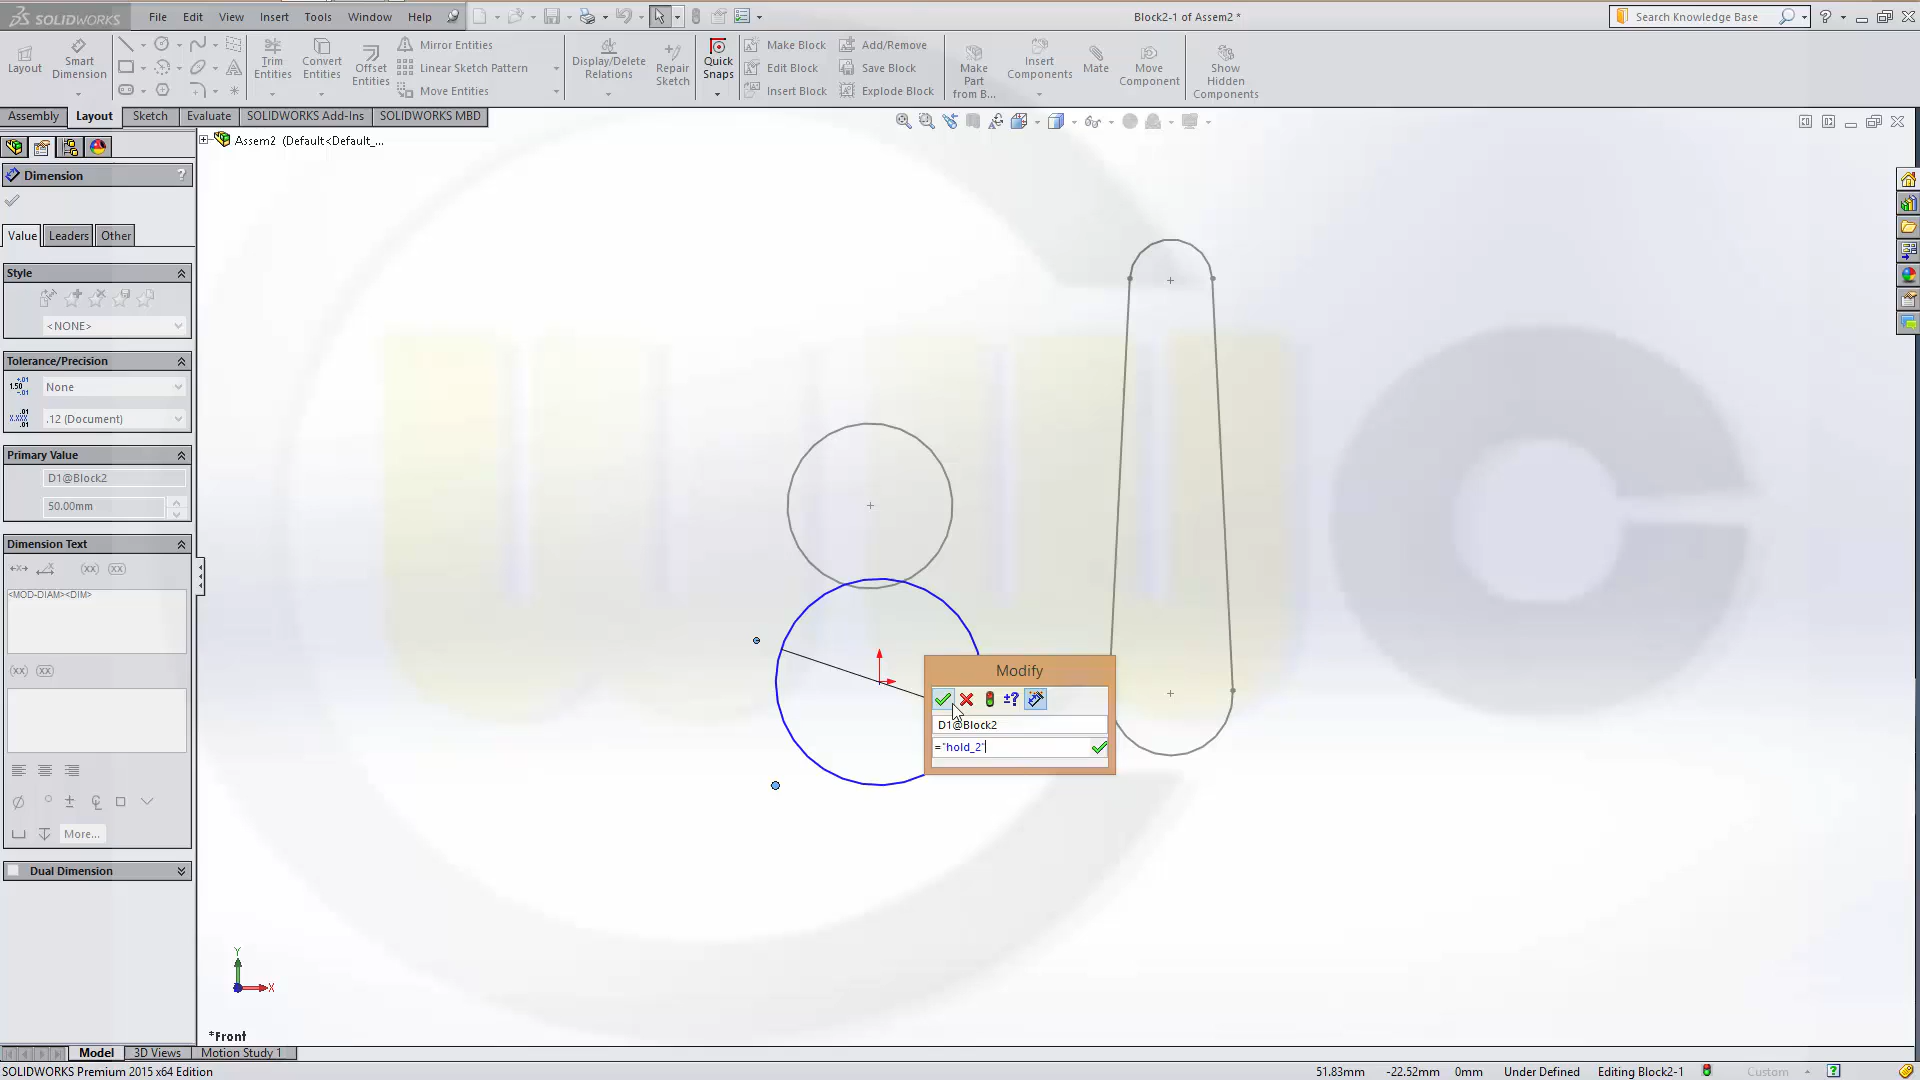 SOLIDWORKS
File
Edit
View
Insert
Tools
Window
Help
Block2-1 of Assem2 *
Search Knowledge Base
Layout
Smart Dimension
Trim Entities
Convert Entities
Offset Entities
Mirror Entities
Linear Sketch Pattern
Move Entities
Display/Delete Relations
Repair Sketch
Quick Snaps
Make Block
Edit Block
Insert Block
Add/Remove
Save Block
Explode Block
Make Part from B...
Insert Components
Mate
Move Component
Show Hidden Components
Assembly
Layout
Sketch
Evaluate
SOLIDWORKS Add-Ins
SOLIDWORKS MBD
Assem2 (Default<Default_...
Dimension
?
Value
Leaders
Other
Style
<NONE>
Tolerance/Precision
None
.12 (Document)
Primary Value
D1@Block2
50.00mm
Dimension Text
(xx)
<MOD-DIAM><DIM>
(xx)
More...
Dual Dimension
Modify
D1@Block2
="hold_2"
Y
X
*Front
Model
3D Views
Motion Study 1
SOLIDWORKS Premium 2015 x64 Edition
51.83mm
-22.52mm
0mm
Under Defined
Editing Block2-1
Custom